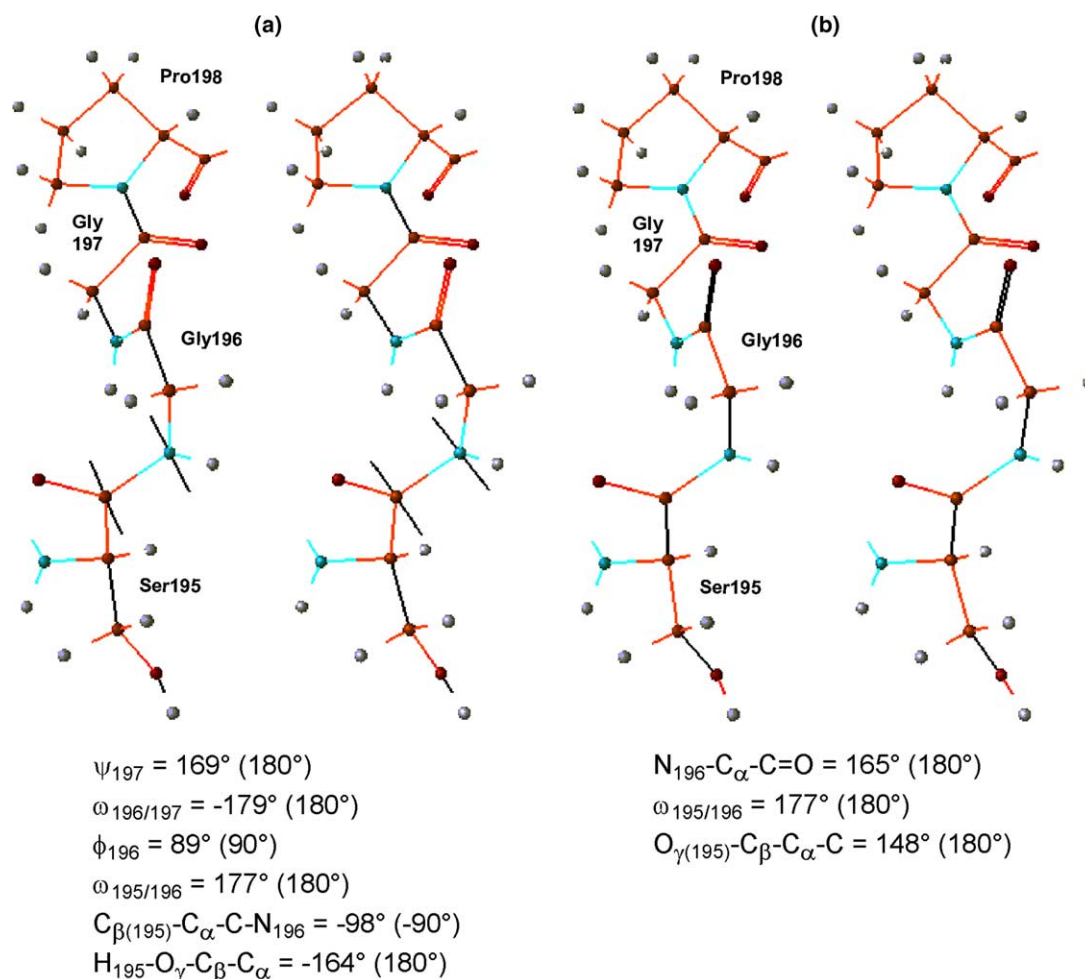 (a)
Pro198
Gly
197
Gly196
Ser195
ψ₁₉₇ = 169° (180°)
ω₁₉₆/₁₉₇ = -179° (180°)
ϕ₁₉₆ = 89° (90°)
ω₁₉₅/₁₉₆ = 177° (180°)
Cβ(195)-Cα-C-N₁₉₆ = -98° (-90°)
H₁₉₅-Oγ-Cβ-Cα = -164° (180°)
(b)
Pro198
Gly
197
Gly196
Ser195
N₁₉₆-Cα-C=O = 165° (180°)
ω₁₉₅/₁₉₆ = 177° (180°)
Oγ(195)-Cβ-Cα-C = 148° (180°)